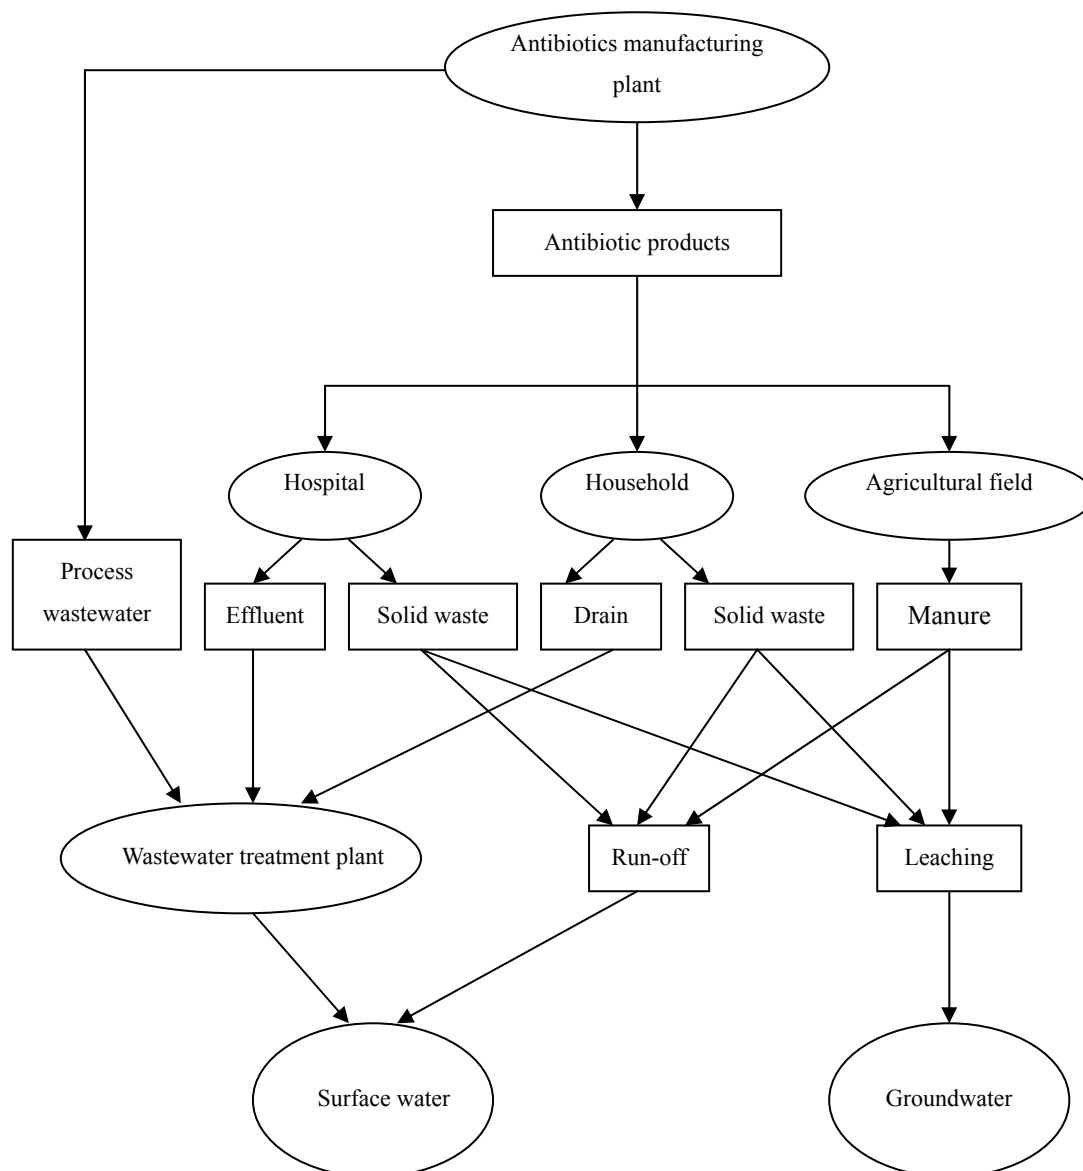 Antibiotics manufacturing
plant
Antibiotic products
Hospital
Household
Agricultural field
Process
wastewater
Effluent
Solid waste
Drain
Solid waste
Manure
Wastewater treatment plant
Run-off
Leaching
Surface water
Groundwater